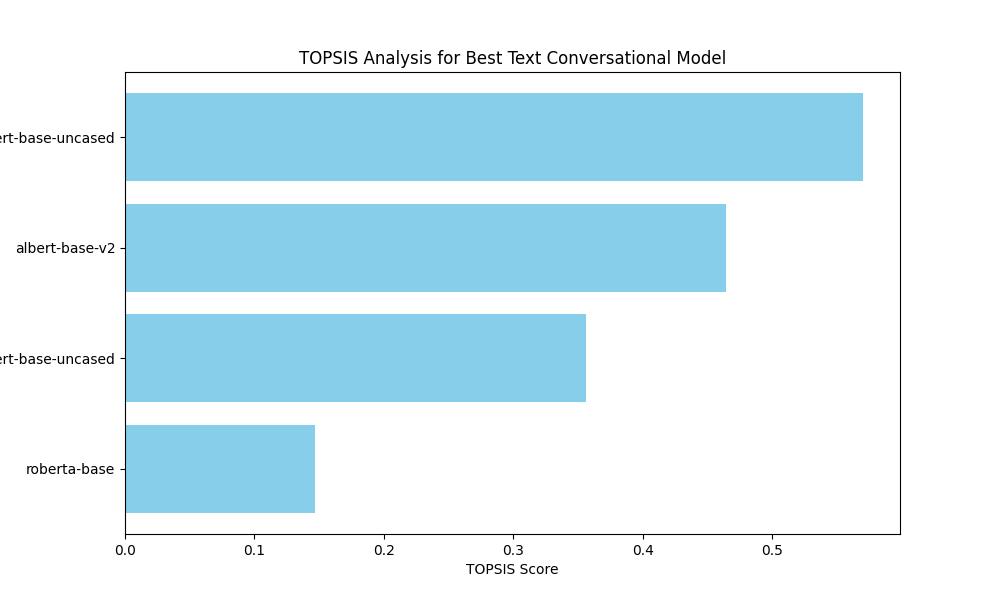 TOPSIS Analysis for Best Text Conversational Model
ert-base-uncased
albert-base-v2
ert-base-uncased
roberta-base
0.0 0.1 0.2 0.3 0.4 0.5
TOPSIS Score